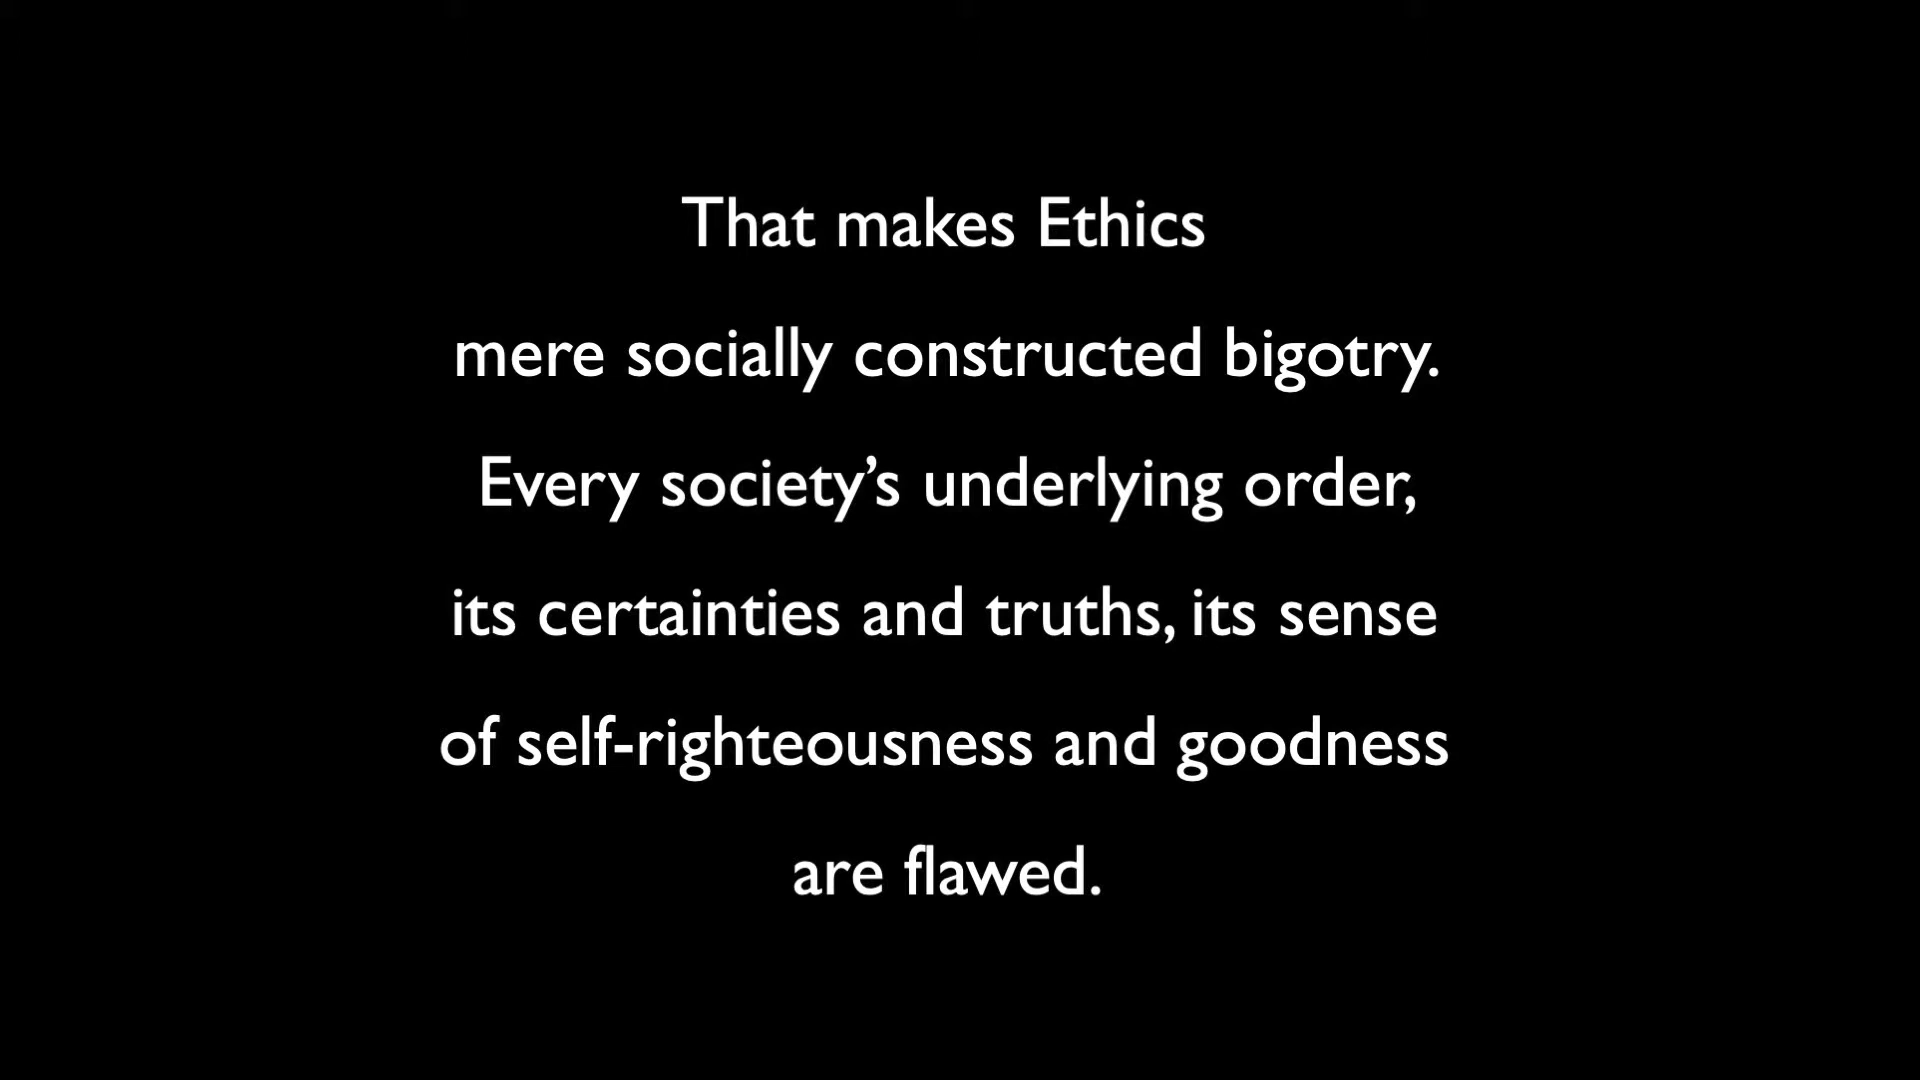 That makes Ethics
mere socially constructed bigotry.
Every society’s underlying order,
its certainties and truths, its sense
of self-righteousness and goodness
are flawed.